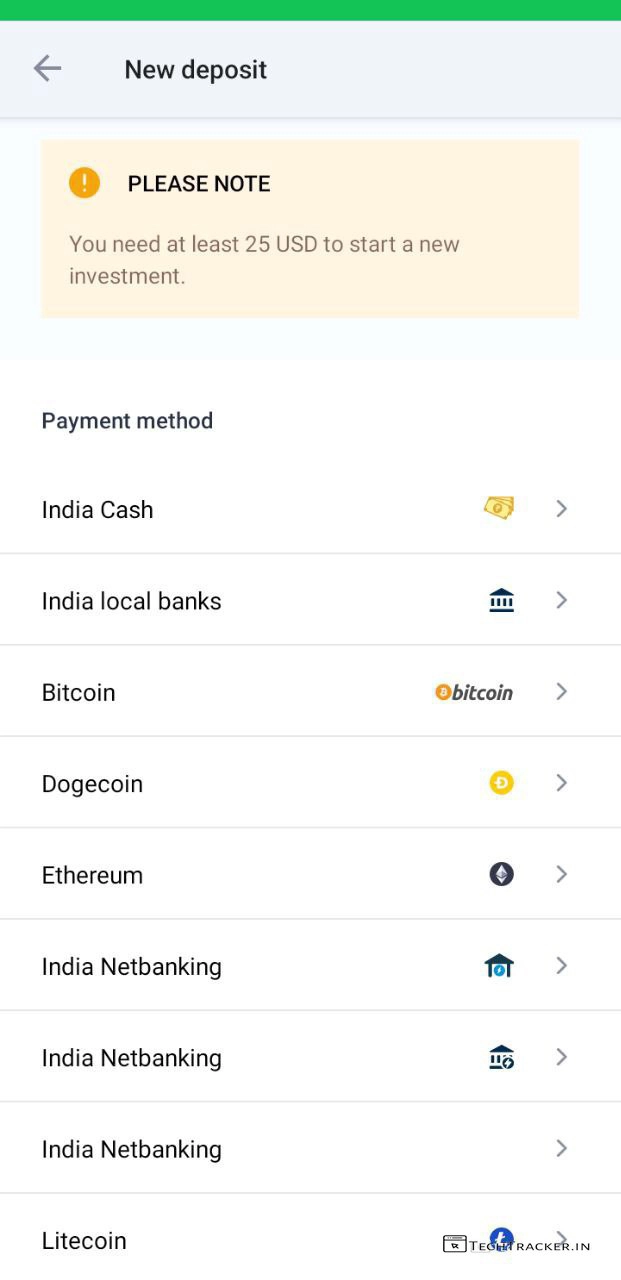 New deposit
PLEASE NOTE
You need at least 25 USD to start a new
investment.
Payment method
India Cash
India local banks
Bitcoin
bitcoin
Dogecoin
Ethereum
India Netbanking
India Netbanking
India Netbanking
Litecoin
TECHTRACKER.IN